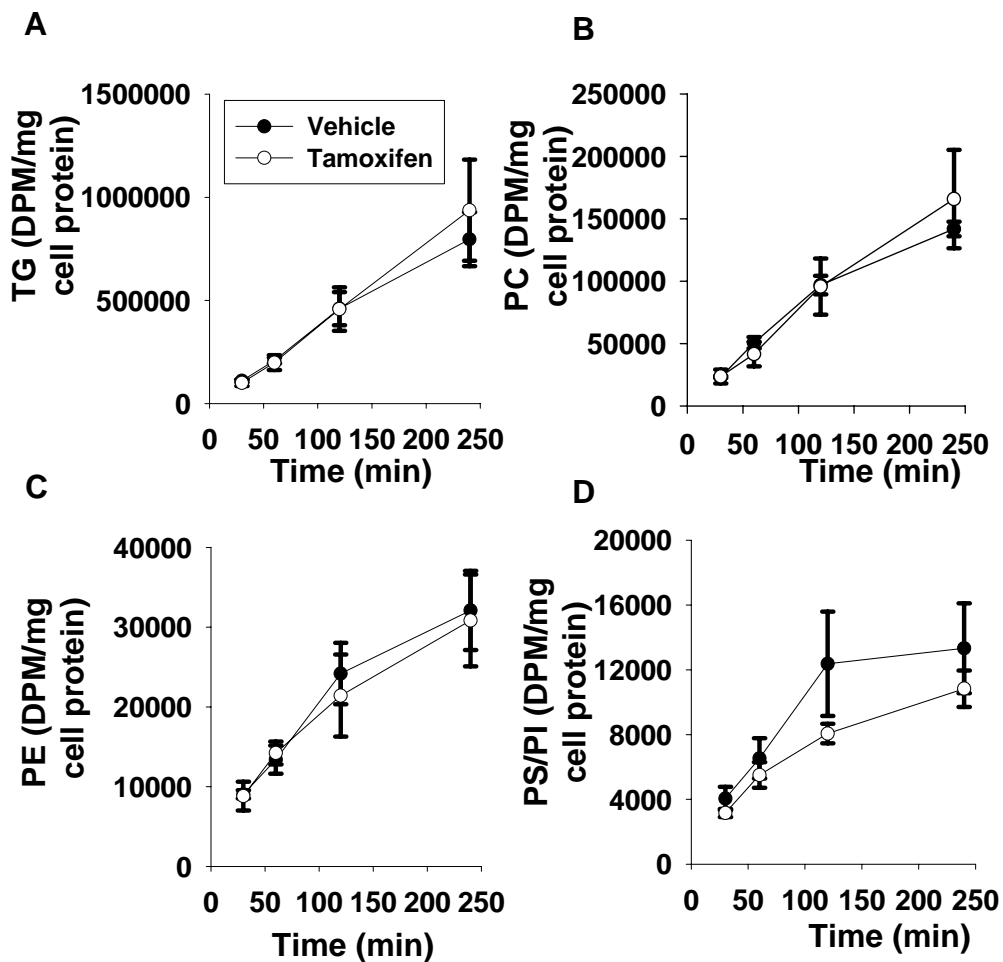 A
TG (DPM/mg
cell protein)
1500000
1000000
500000
0
Vehicle
Tamoxifen
0 50 100 150 200 250
Time (min)
B
PC (DPM/mg
cell protein)
250000
200000
150000
100000
50000
0
0 50 100 150 200 250
Time (min)
C
PE (DPM/mg
cell protein)
40000
30000
20000
10000
0
0 50 100 150 200 250
Time (min)
D
PS/PI (DPM/mg
cell protein)
20000
16000
12000
8000
4000
0
0 50 100 150 200 250
Time (min)